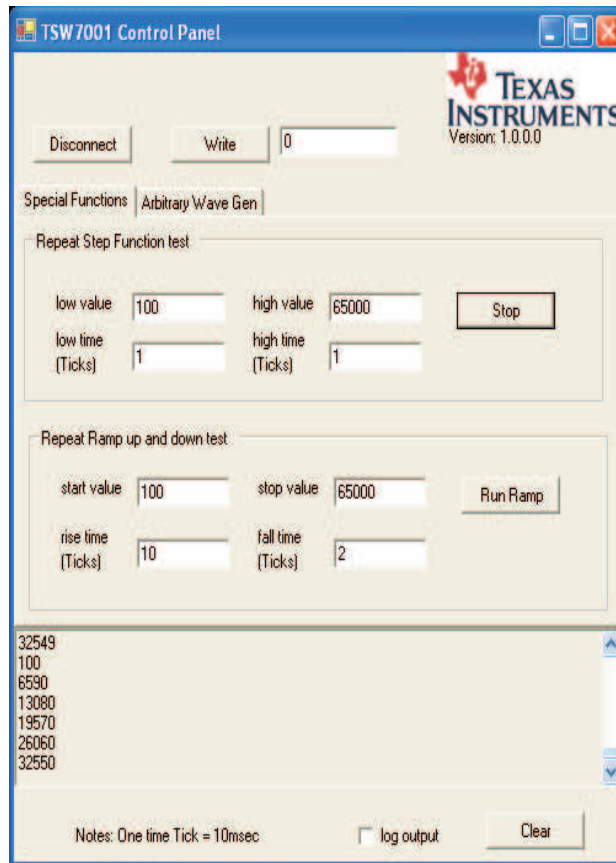 TSW7001 Control Panel
TEXAS
INSTRUMENTS
Version: 1.0.0.0
Disconnect Write 0
Special Functions Arbitrary Wave Gen
Repeat Step Function test
low value 100 high value 65000 Stop
low time (Ticks) 1 high time (Ticks) 1
Repeat Ramp up and down test
start value 100 stop value 65000 Run Ramp
rise time (Ticks) 10 fall time (Ticks) 2
32549
100
6590
13080
19570
26060
32550
Notes: One time Tick = 10msec log output Clear